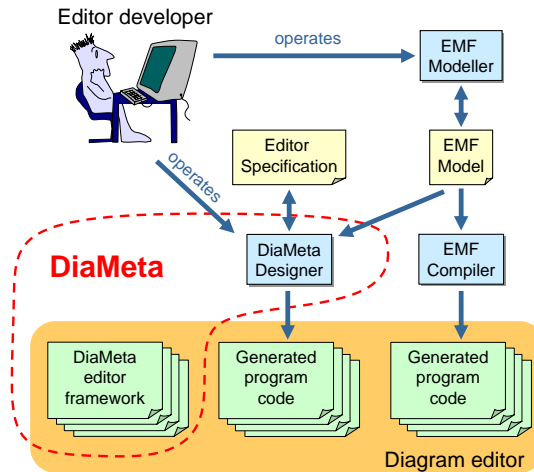 Editor developer
operates
EMF
Modeller
operates
Editor
Specification
EMF
Model
DiaMeta
DiaMeta
Designer
EMF
Compiler
DiaMeta
editor
framework
Generated
program
code
Generated
program
code
Diagram editor